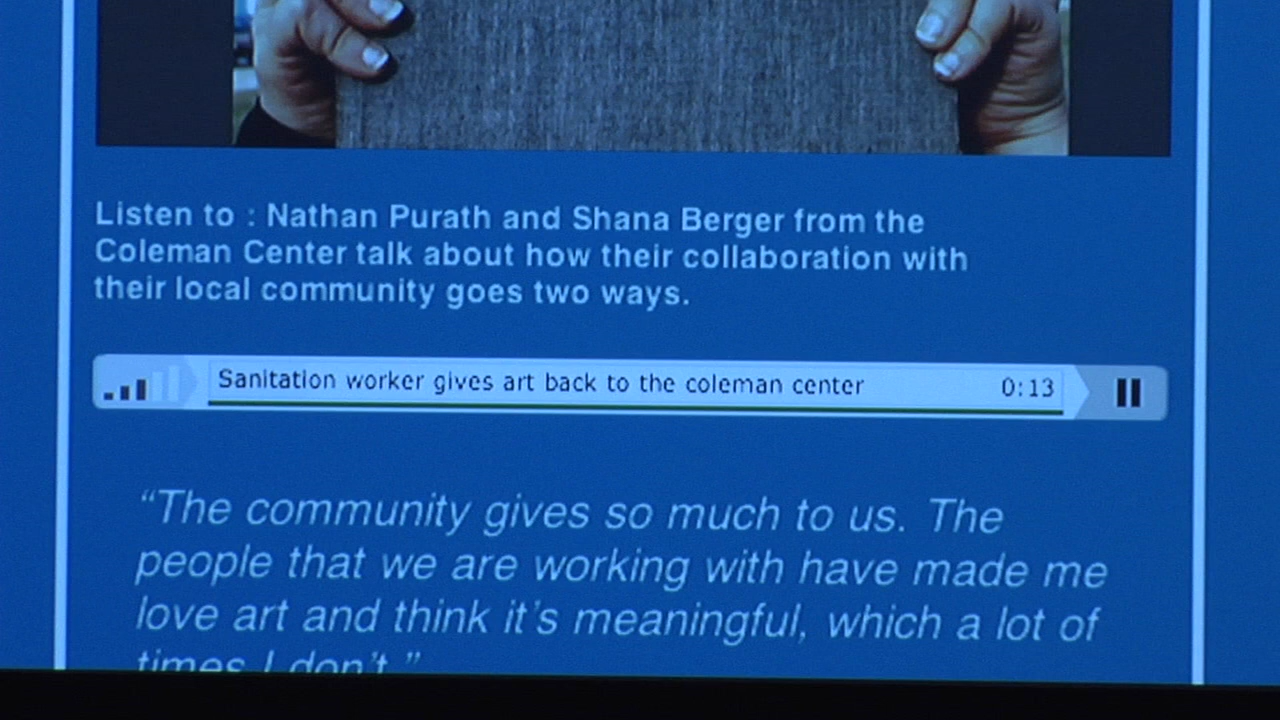 Listen to : Nathan Purath and Shana Berger from the
Coleman Center talk about how their collaboration with
their local community goes two ways.
Sanitation worker gives art back to the coleman center 0:13
“The community gives so much to us. The
people that we are working with have made me
love art and think it's meaningful, which a lot of
times I don't.”